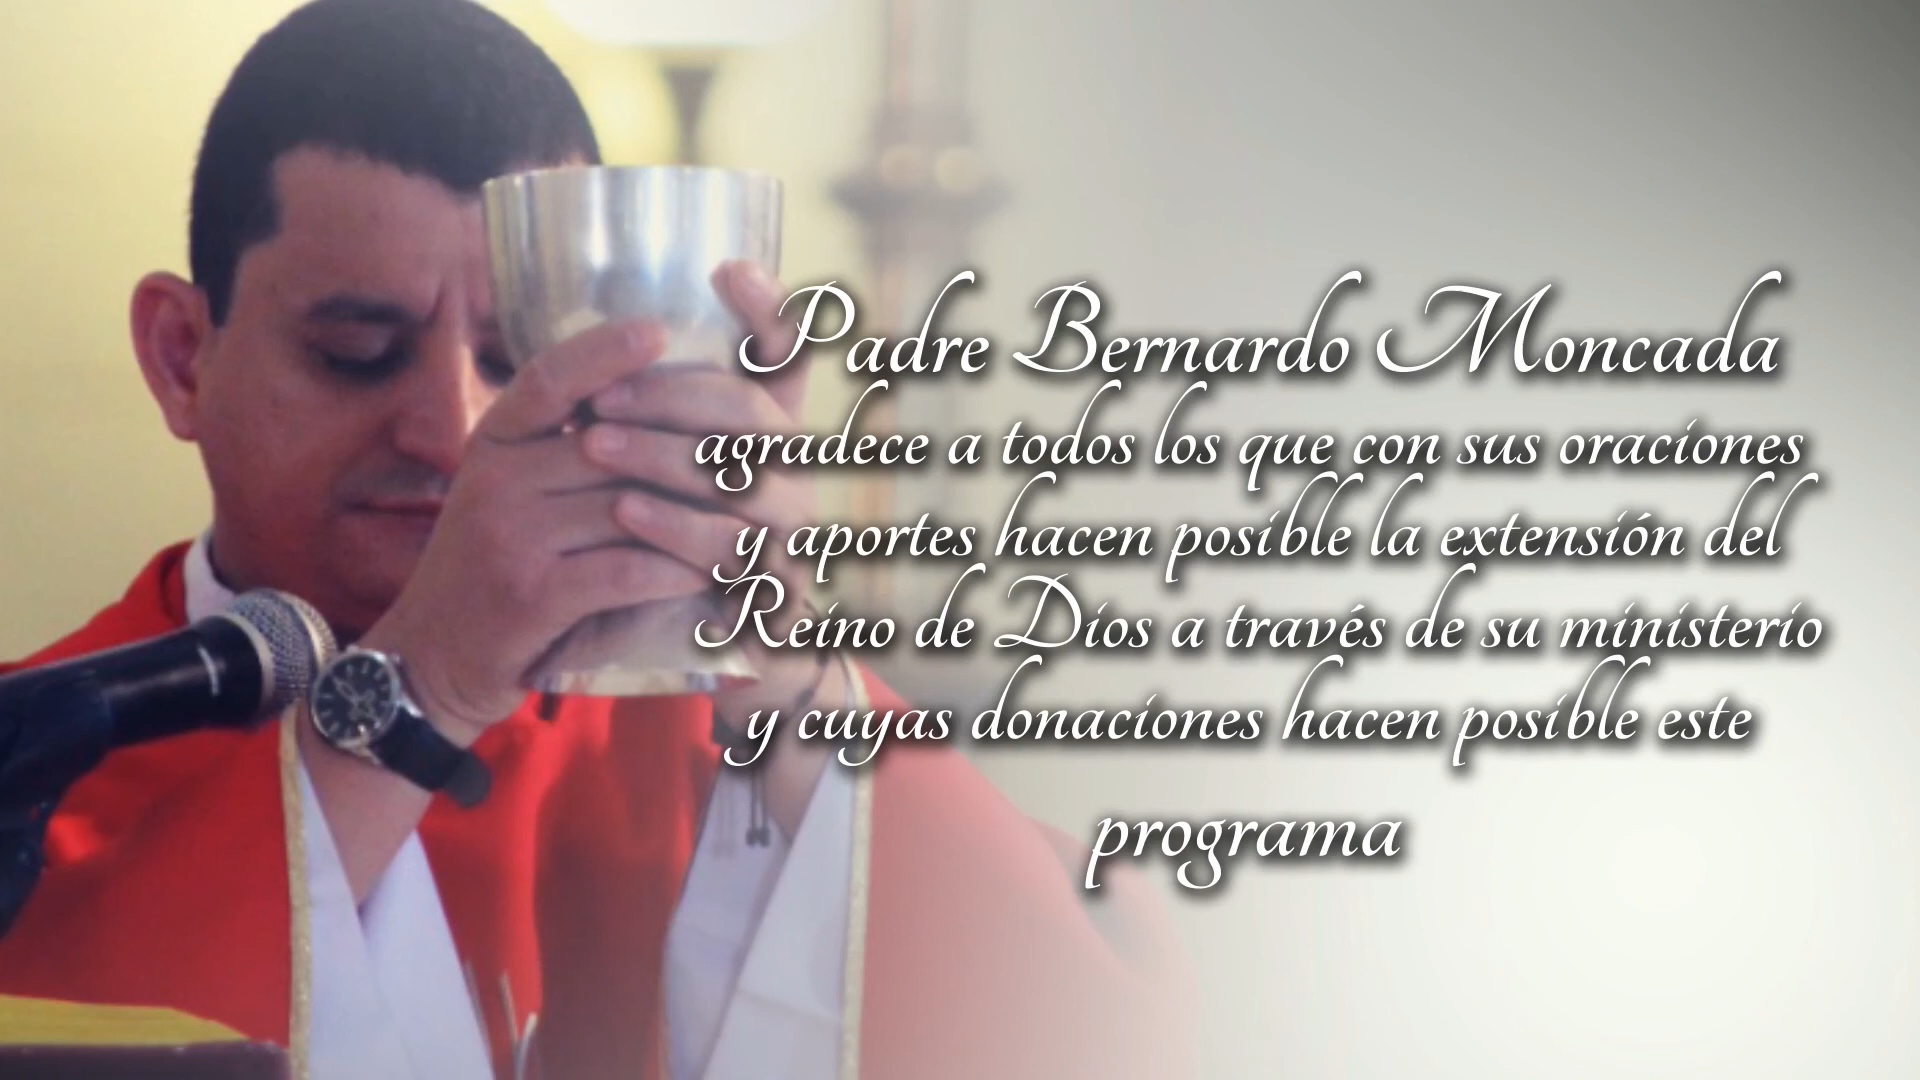 Padre Bernardo Moncada
agradece a todos los que con sus oraciones
y aportes hacen posible la extensión del
Reino de Dios a través de su ministerio
y cuyas donaciones hacen posible este
programa